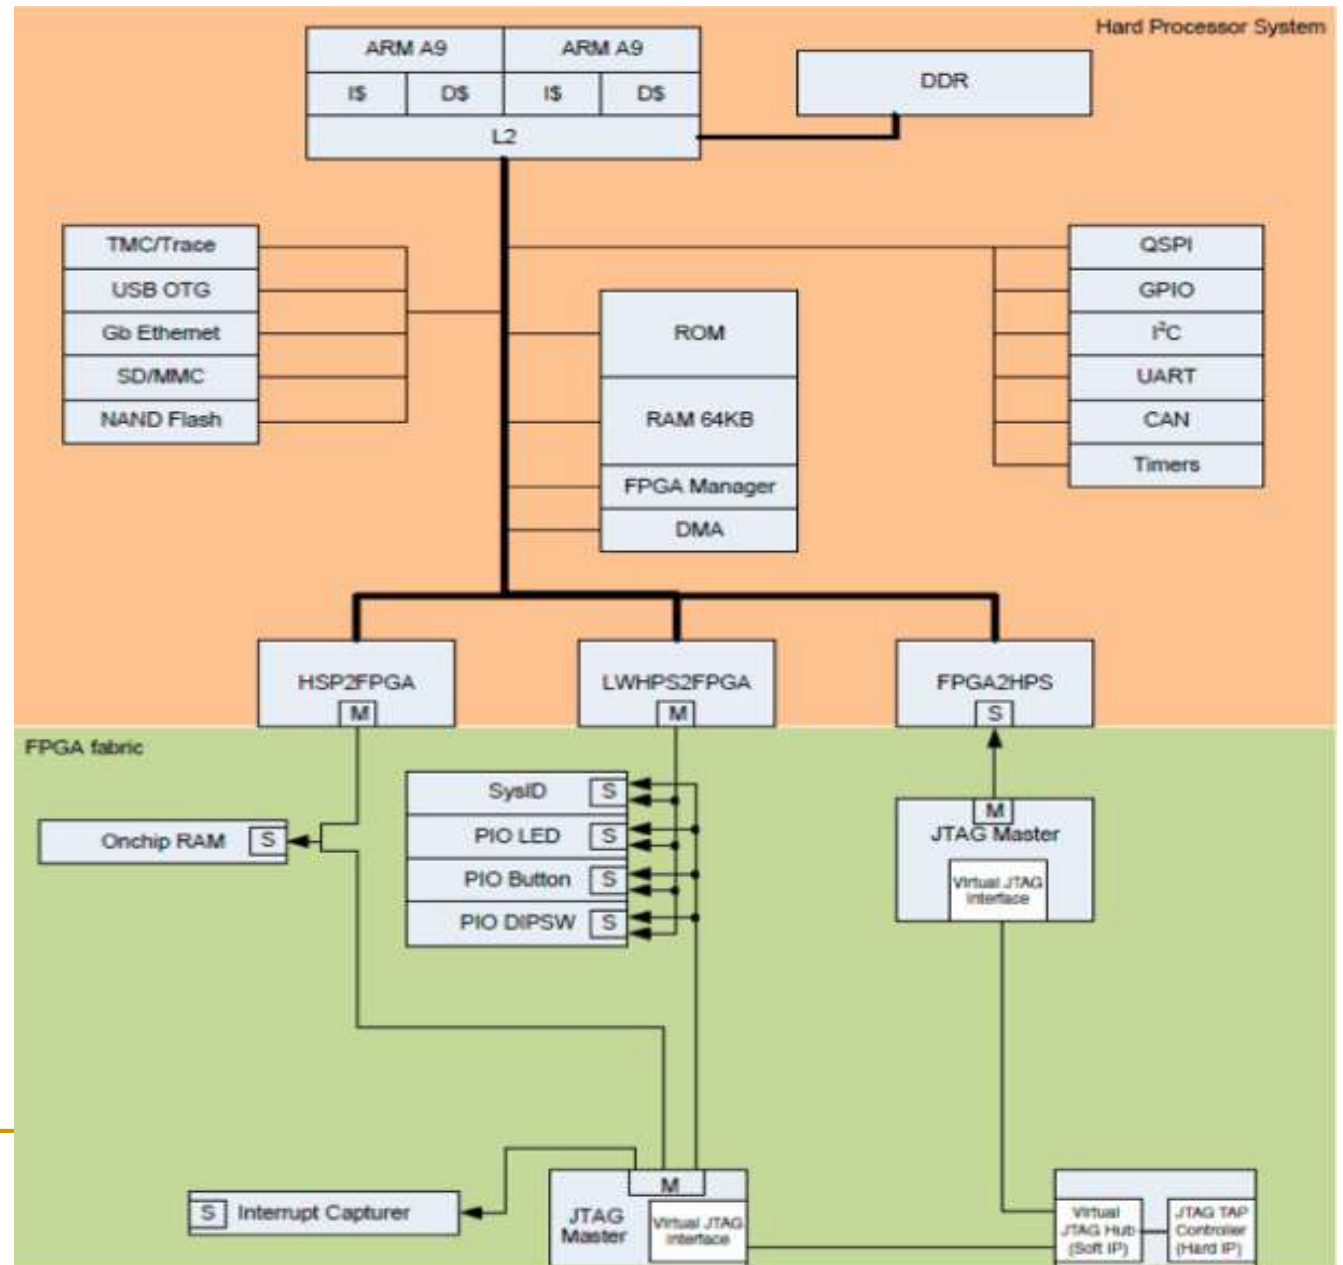 Hard Processor System
ARM A9
ARM A9
I$
D$
I$
D$
L2
DDR
TMC/Trace
USB OTG
Gb Ethernet
SD/MMC
NAND Flash
ROM
RAM 64KB
FPGA Manager
DMA
QSPI
GPIO
I²C
UART
CAN
Timers
HSP2FPGA
M
LWHPS2FPGA
M
FPGA2HPS
S
FPGA fabric
Onchip RAM
S
SysID
S
PIO LED
S
PIO Button
S
PIO DIPSW
S
M
JTAG Master
Virtual JTAG
Interface
S
Interrupt Capturer
M
JTAG
Master
Virtual JTAG
Interface
Virtual
JTAG Hub
(Soft IP)
JTAG TAP
Controller
(Hard IP)